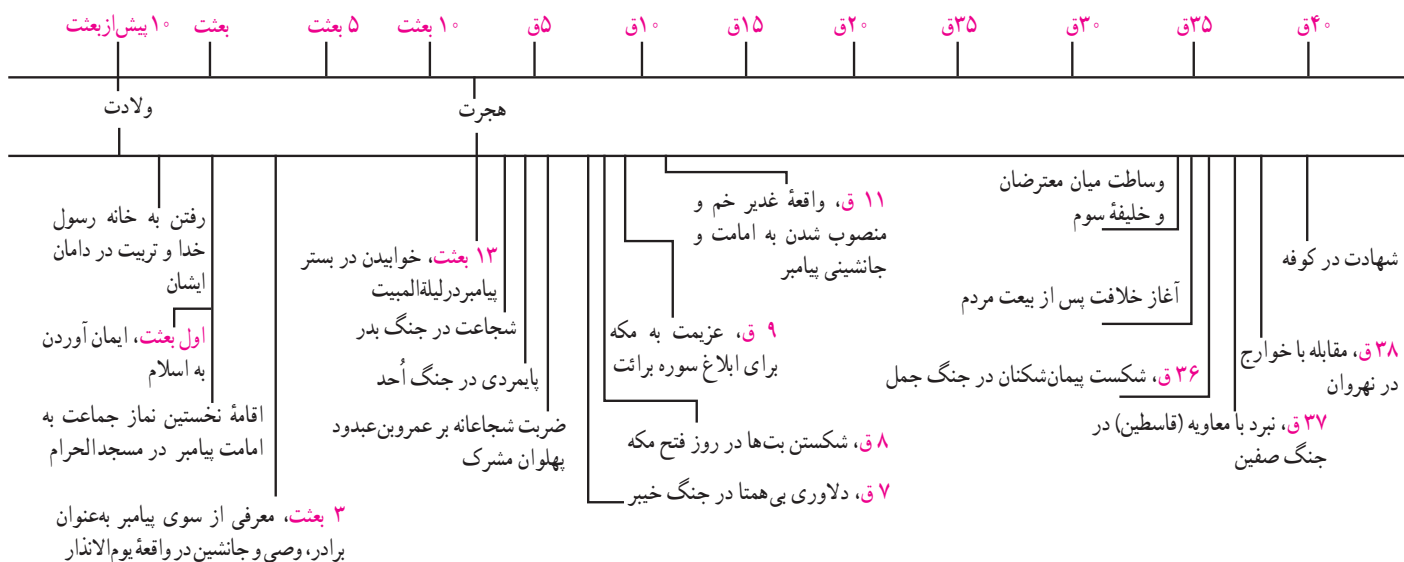 ۱۰ پیش‌از‌بعثت
بعثت
۵ بعثت
۱۰ بعثت
۵ق
۱۰ق
۱۵ق
۲۰ق
۳۵ق
۳۰ق
۳۵ق
۴۰ق
ولادت
هجرت
رفتن به خانه رسول
خدا و تربیت در دامان
ایشان
اول بعثت، ایمان آوردن
به اسلام
اقامهٔ نخستین نماز جماعت به
امامت پیامبر در مسجدالحرام
۳ بعثت، معرفی از سوی پیامبر به‌عنوان
برادر، وصی و جانشین در واقعهٔ یوم‌الانذار
۱۳ بعثت، خوابیدن در بستر
پیامبردرلیلةالمبیت
شجاعت در جنگ بدر
پایمردی در جنگ اُحد
ضربت شجاعانه بر عمروبن‌عبدود
پهلوان مشرک
۷ ق، دلاوری بی‌همتا در جنگ خیبر
۸ ق، شکستن بت‌ها در روز فتح مکه
۹ ق، عزیمت به مکه
برای ابلاغ سوره برائت
۱۱ ق، واقعهٔ غدیر خم و
منصوب شدن به امامت و
جانشینی پیامبر
وساطت میان معترضان
و خلیفهٔ سوم
آغاز خلافت پس از بیعت مردم
۳۶ ق، شکست پیمان‌شکنان در جنگ جمل
۳۷ ق، نبرد با معاویه (قاسطین) در
جنگ صفین
۳۸ ق، مقابله با خوارج
در نهروان
شهادت در کوفه